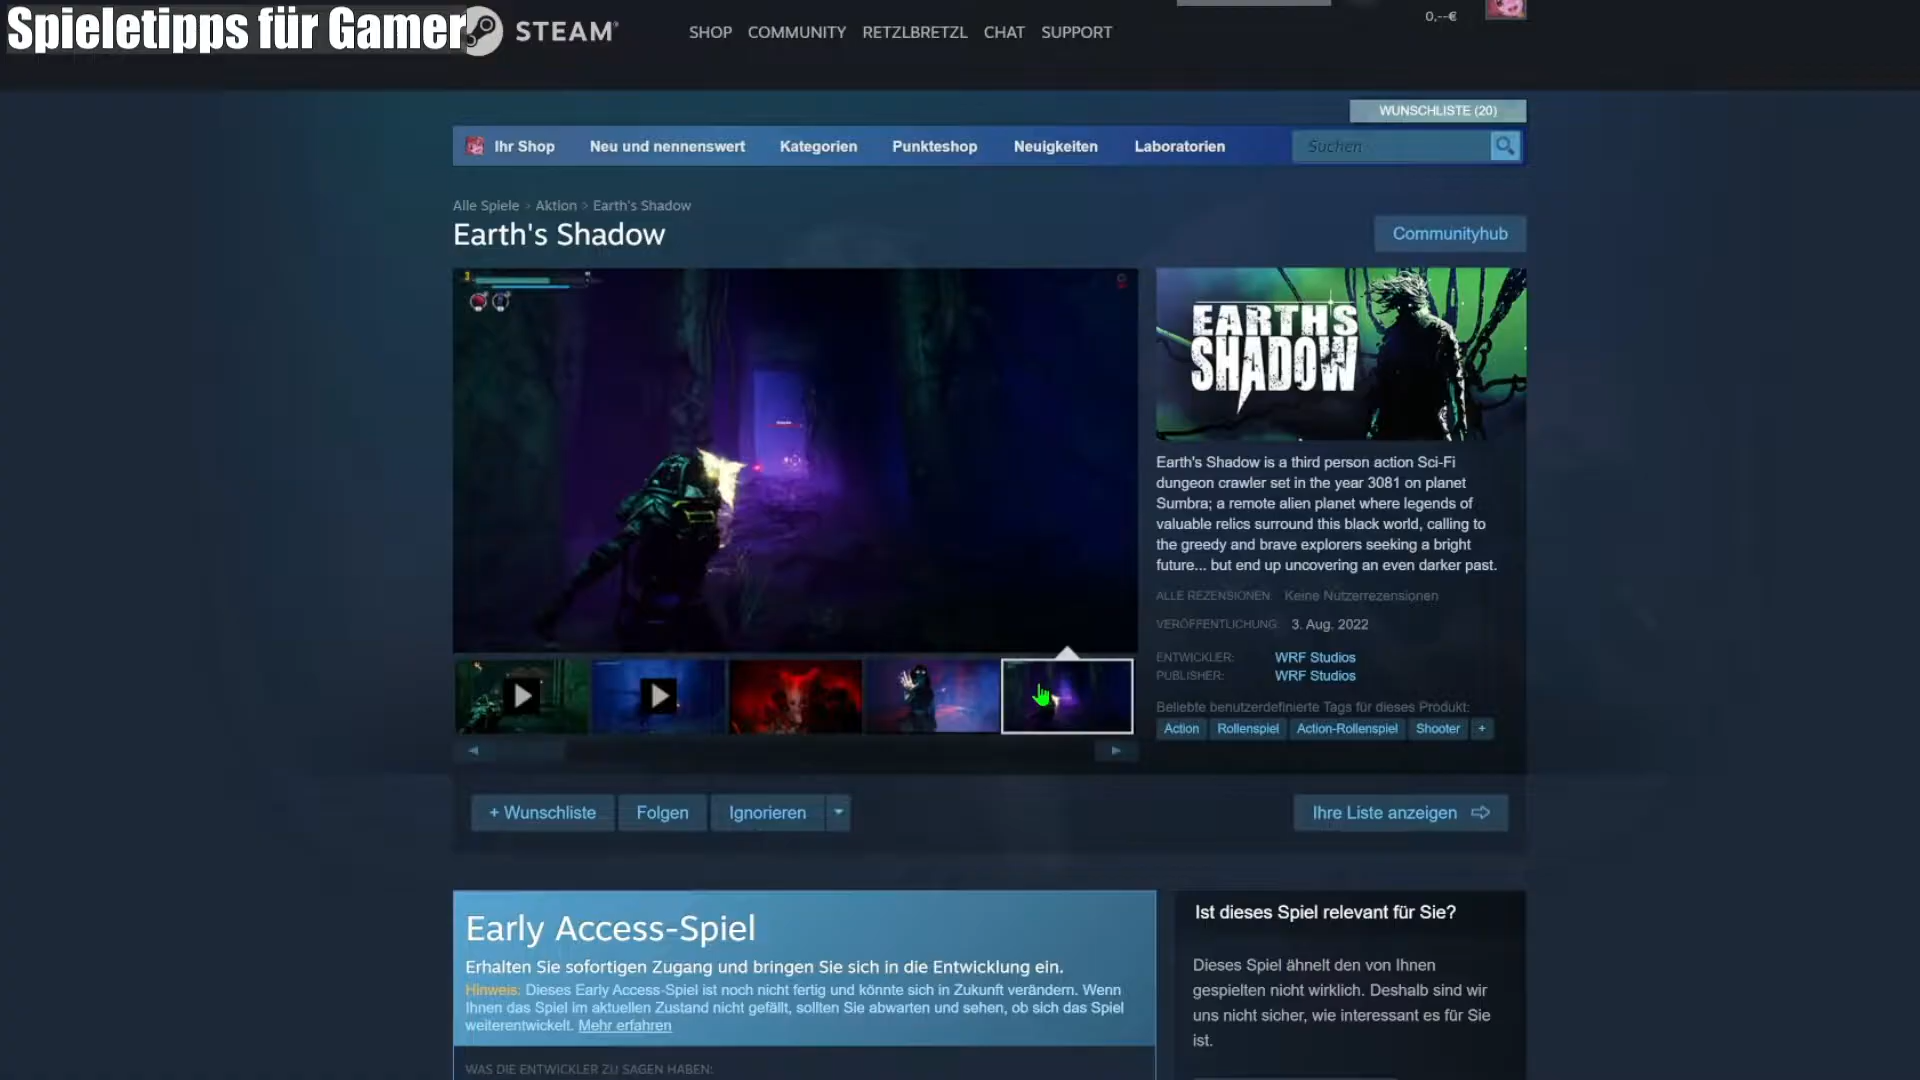 Spieletipps für Gamer
STEAM
SHOP COMMUNITY RETZLBRETZL CHAT SUPPORT
0,--€
WUNSCHLISTE (20)
Ihr Shop Neu und nennenswert Kategorien Punkteshop Neuigkeiten Laboratorien
Suchen
Alle Spiele > Aktion > Earth's Shadow
Earth's Shadow
Communityhub
3
EARTH'S
SHADOW
Earth's Shadow is a third person action Sci-Fi
dungeon crawler set in the year 3081 on planet
Sumbra; a remote alien planet where legends of
valuable relics surround this black world, calling to
the greedy and brave explorers seeking a bright
future... but end up uncovering an even darker past.
ALLE REZENSIONEN: Keine Nutzerrezensionen
VERÖFFENTLICHUNG: 3. Aug. 2022
ENTWICKLER: WRF Studios
PUBLISHER: WRF Studios
Beliebte benutzerdefinierte Tags für dieses Produkt:
Action Rollenspiel Action-Rollenspiel Shooter +
+ Wunschliste Folgen Ignorieren
Ihre Liste anzeigen
Early Access-Spiel
Erhalten Sie sofortigen Zugang und bringen Sie sich in die Entwicklung ein.
Hinweis: Dieses Early Access-Spiel ist noch nicht fertig und könnte sich in Zukunft verändern. Wenn
Ihnen das Spiel im aktuellen Zustand nicht gefällt, sollten Sie abwarten und sehen, ob sich das Spiel
weiterentwickelt. Mehr erfahren
WAS DIE ENTWICKLER ZU SAGEN HABEN:
Ist dieses Spiel relevant für Sie?
Dieses Spiel ähnelt den von Ihnen
gespielten nicht wirklich. Deshalb sind wir
uns nicht sicher, wie interessant es für Sie
ist.